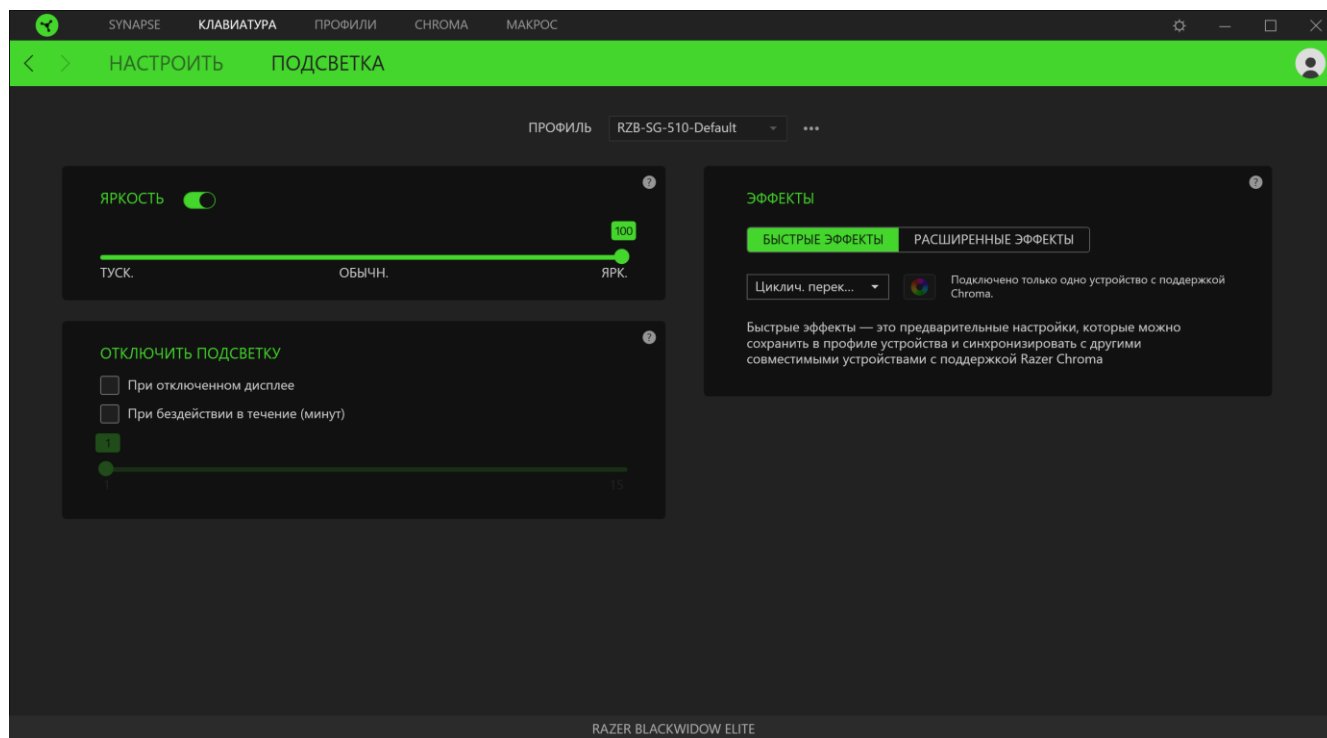 SYNAPSE КЛАВИАТУРА ПРОФИЛИ CHROMA МАКРОС
НАСТРОИТЬ ПОДСВЕТКА
ПРОФИЛЬ RZB-SG-510-Default
ЯРКОСТЬ
100
ТУСК. ОБЫЧН. ЯРК.
ОТКЛЮЧИТЬ ПОДСВЕТКУ
При отключенном дисплее
При бездействии в течение (минут)
1
1 15
ЭФФЕКТЫ
БЫСТРЫЕ ЭФФЕКТЫ РАСШИРЕННЫЕ ЭФФЕКТЫ
Циклич. перек...
Подключено только одно устройство с поддержкой
Chroma.
Быстрые эффекты — это предварительные настройки, которые можно
сохранить в профиле устройства и синхронизировать с другими
совместимыми устройствами с поддержкой Razer Chroma
RAZER BLACKWIDOW ELITE